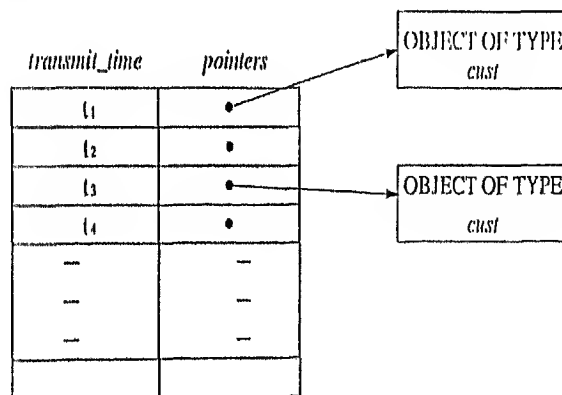 transmit_time pointers
t₁
t₂
t₃
t₄
OBJECT OF TYPE
cust
OBJECT OF TYPE
cust